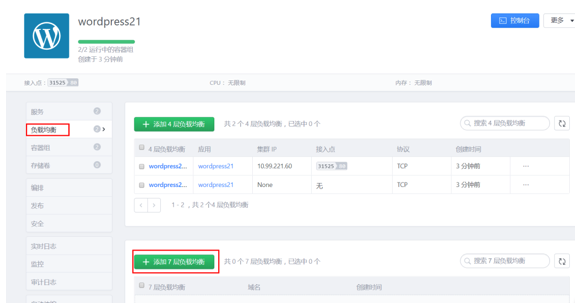 wordpress21
控制台
更多
2/2 运行中的容器组
创建于 3 分钟前
接入点： 31525
CPU： 无限制
内存： 无限制
服务
负载均衡
容器组
存储卷
编排
发布
安全
实时日志
监控
审计日志
添加 4 层负载均衡
共 2 个 4 层负载均衡，已选中 0 个
搜索 4 层负载均衡
4 层负载均衡 应用 集群 IP 接入点 协议 创建时间
wordpress2... wordpress21 10.99.221.60 31525 TCP 3 分钟前 ---
wordpress2... wordpress21 None 无 TCP 3 分钟前 ---
1 - 2 ，共 2 个4 层负载均衡
添加 7 层负载均衡
共 0 个 7 层负载均衡，已选中 0 个
搜索 7 层负载均衡
7 层负载均衡 域名 创建时间